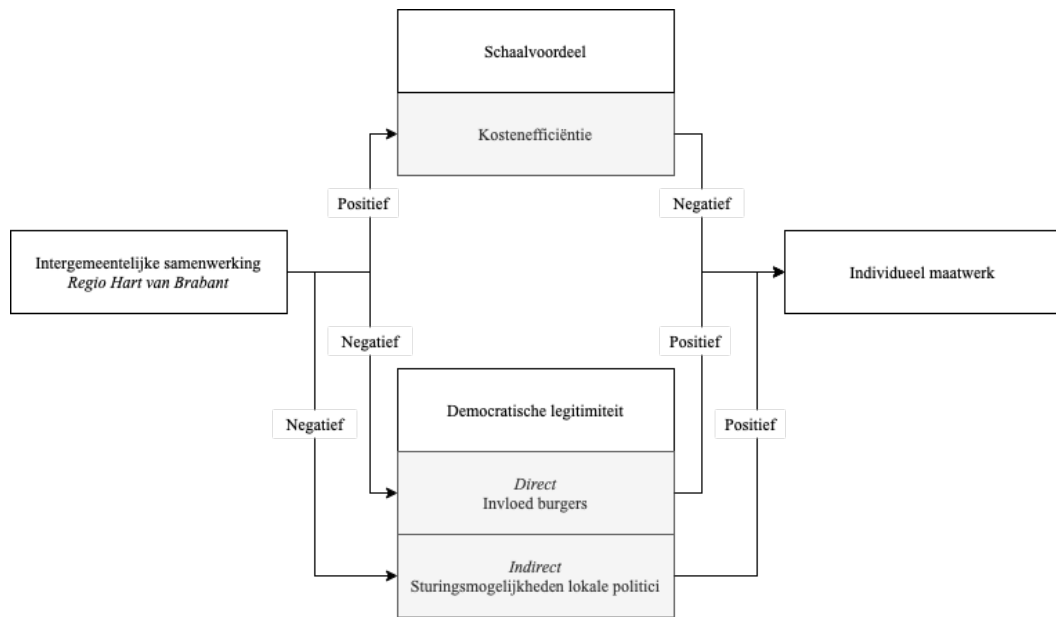 Schaalvoordeel
Kostenefficiëntie
Positief
Negatief
Intergemeentelijke samenwerking
Regio Hart van Brabant
Individueel maatwerk
Negatief
Positief
Democratische legitimiteit
Negatief
Positief
Direct
Invloed burgers
Indirect
Sturingsmogelijkheden lokale politici